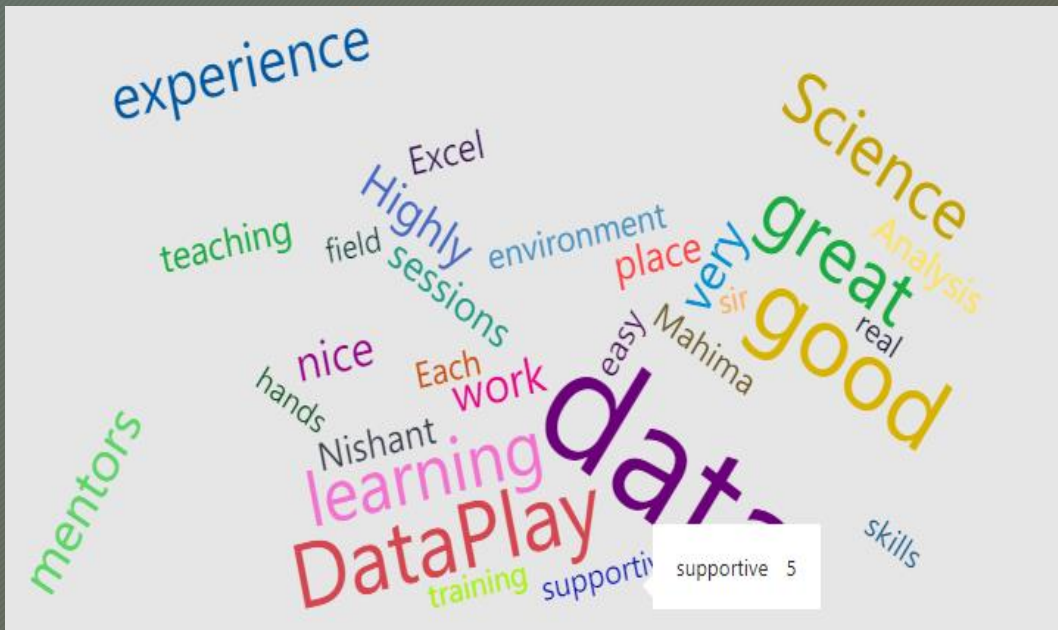 experience
Science
Excel
Highly
great
teaching
field
environment
Analysis
sessions
place
very
sir
good
real
easy
Mahima
nice
Each
work
hands
data
mentors
Nishant
learning
DataPlay
skills
training
supportiv
supportive 5